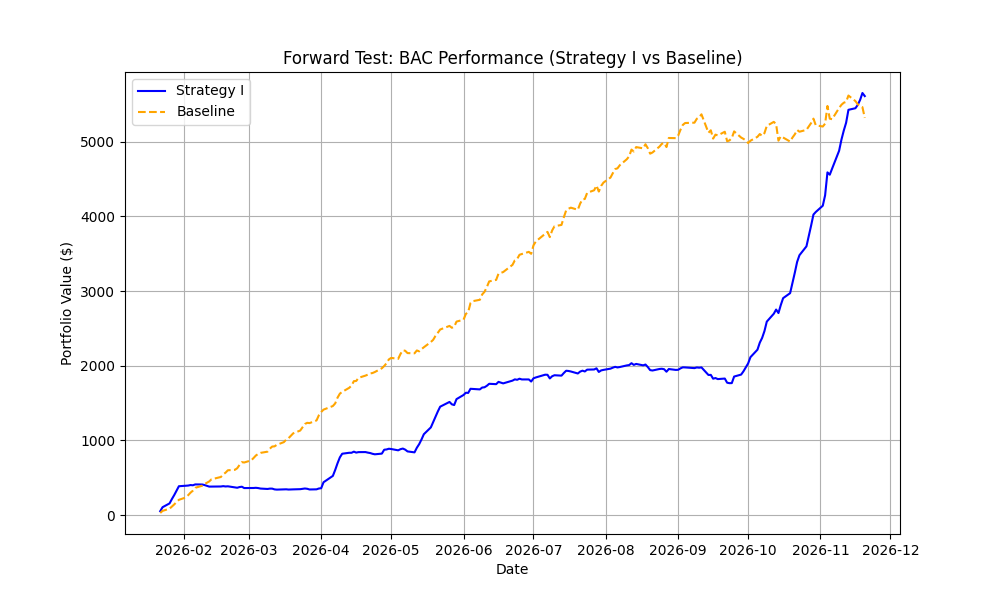 Forward Test: BAC Performance (Strategy I vs Baseline)
Strategy I
Baseline
Portfolio Value ($)
5000
4000
3000
2000
1000
0
2026-02 2026-03 2026-04 2026-05 2026-06 2026-07 2026-08 2026-09 2026-10 2026-11 2026-12
Date